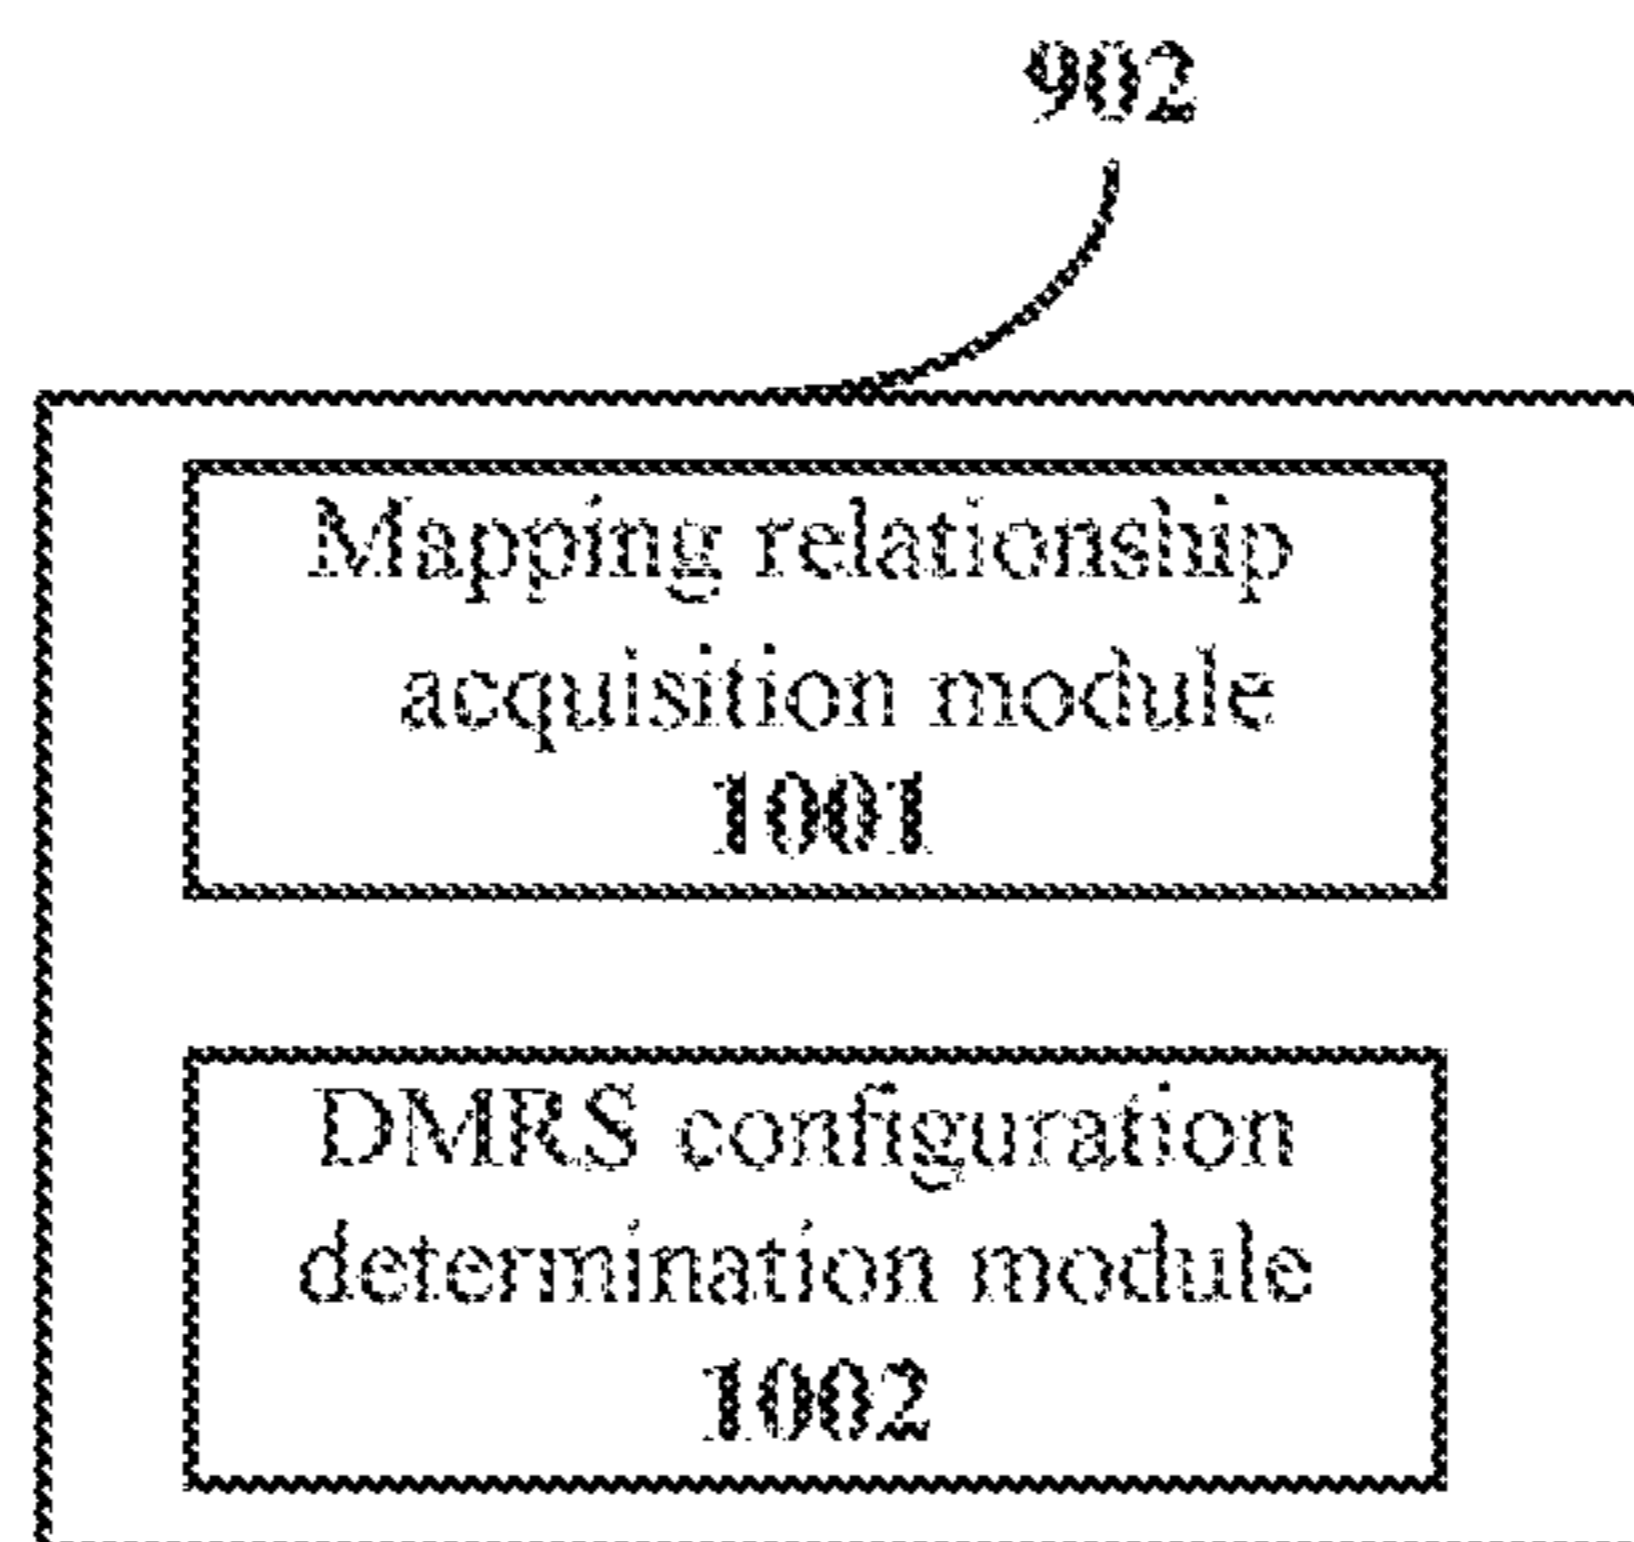 902
Mapping relationship
acquisition module
1001
DMRS configuration
determination module
1002